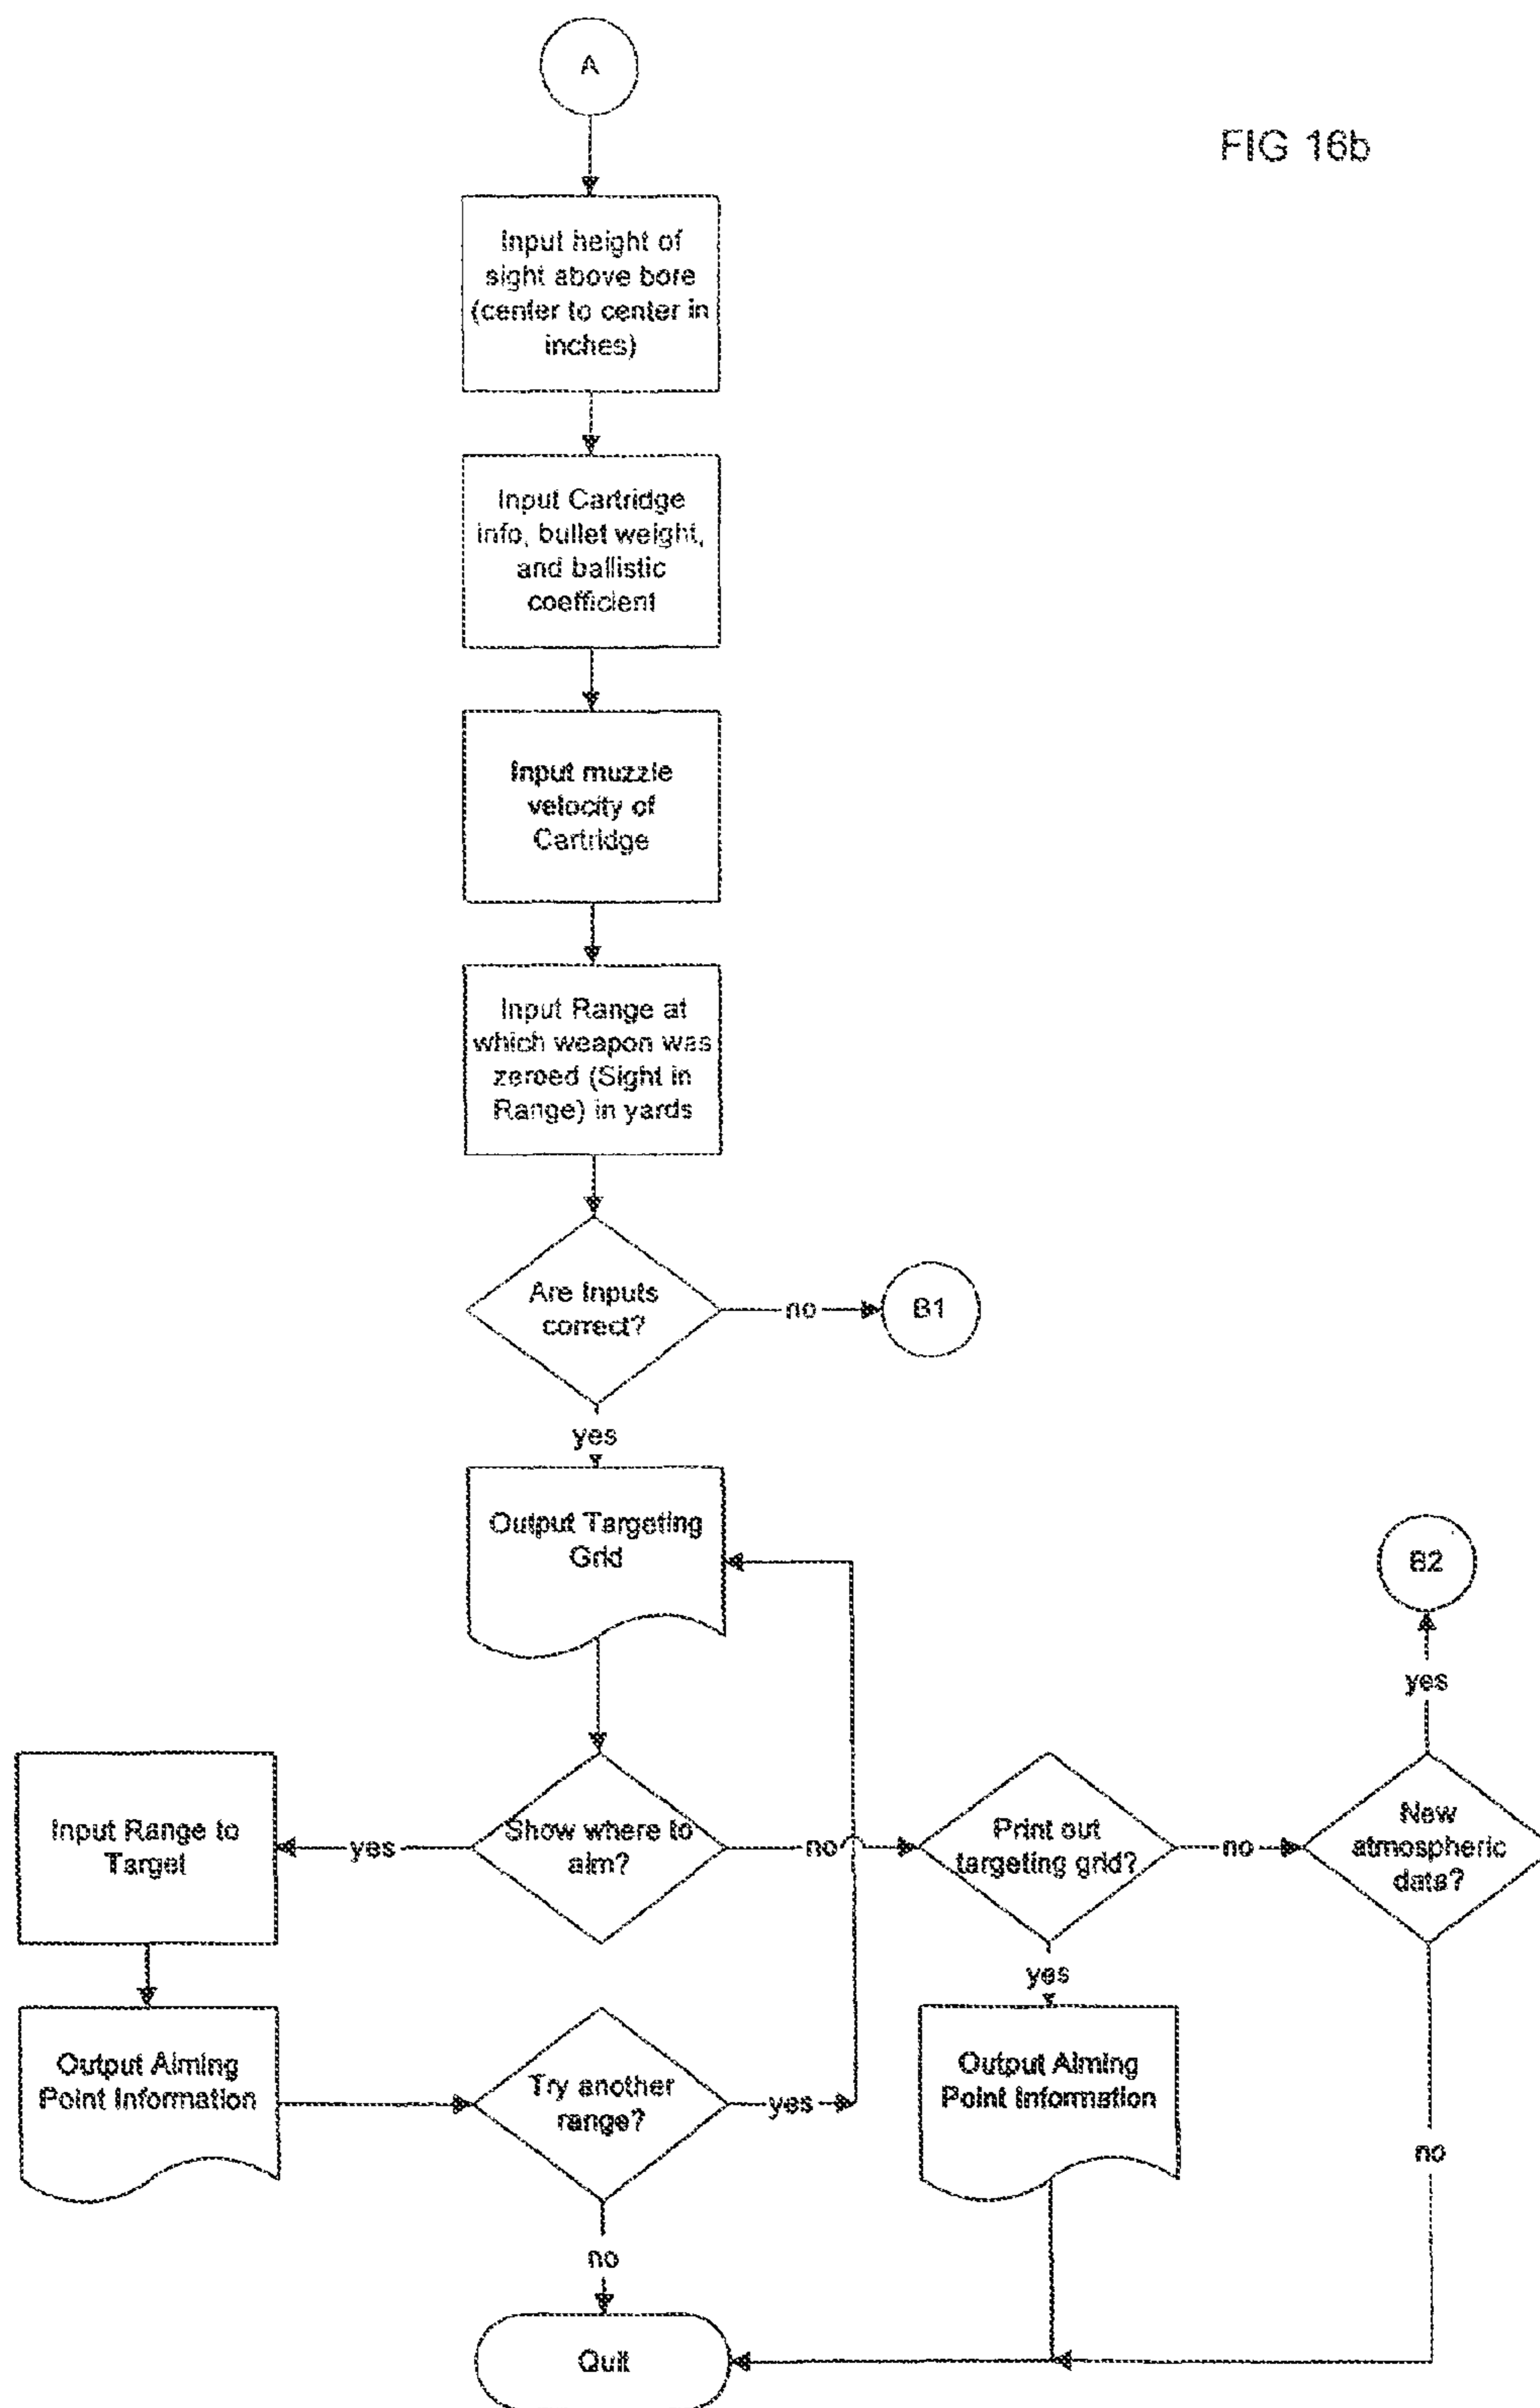 A
FIG 16b
Input height of
sight above bore
(center to center in
inches)
Input Cartridge
info, bullet weight,
and ballistic
coefficient
Input muzzle
velocity of
Cartridge
Input Range at
which weapon was
zeroed (Sight in
Range) in yards
Are Inputs
correct?
no
B1
yes
Output Targeting
Grid
B2
yes
Input Range to
Target
yes
Show where to
aim?
no
Print out
targeting grid?
no
New
atmospheric
data?
yes
Output Aiming
Point Information
Try another
range?
yes
Output Aiming
Point Information
no
no
Quit